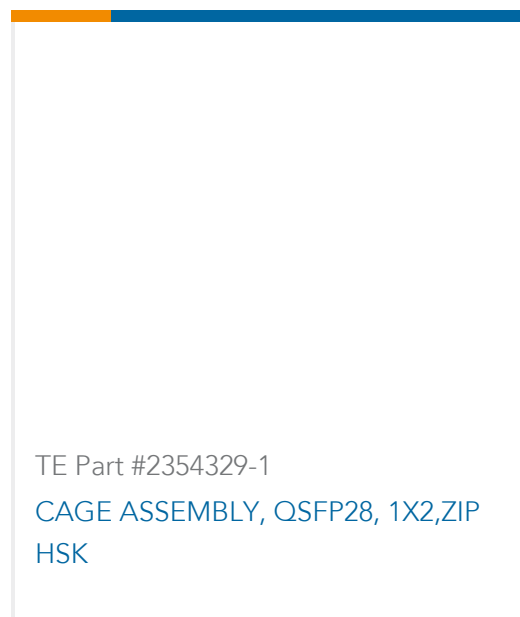 TE Part #2354329-1
CAGE ASSEMBLY, QSFP28, 1X2,ZIP
HSK